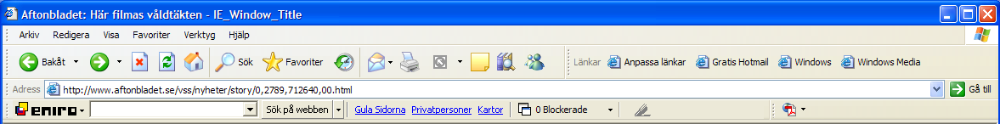 Aftonbladet: Här filmas våldtäkten - IE_Window_Title
Arkiv Redigera Visa Favoriter Verktyg Hjälp
Bakåt Sök Favoriter Länkar Anpassa länkar Gratis Hotmail Windows Windows Media
Adress http://www.aftonbladet.se/vss/nyheter/story/0,2789,712640,00.html Gå till
eniro Sök på webben Gula Sidorna Privatpersoner Kartor 0 Blockerade